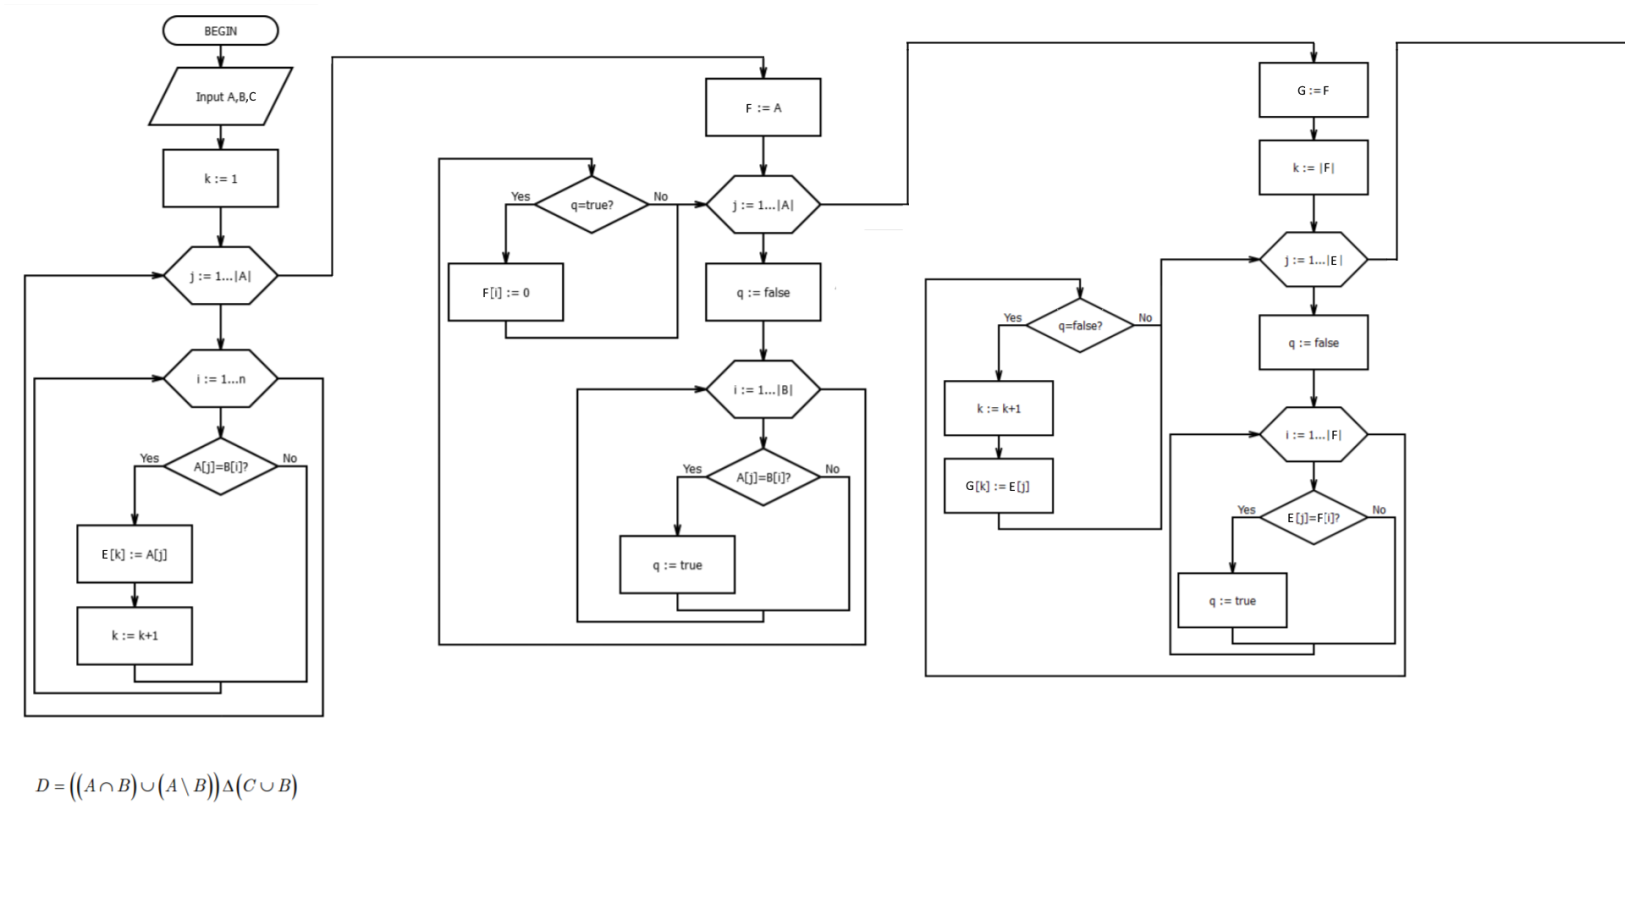 BEGIN
Input A,B,C
k := 1
j := 1...|A|
i := 1...n
Yes
A[j]=B[i]?
No
E[k] := A[j]
k := k+1
F := A
j := 1...|A|
q := false
i := 1...|B|
Yes
A[j]=B[i]?
No
q := true
Yes
q=true?
No
F[i] := 0
G := F
k := |F|
j := 1...|E|
q := false
i := 1...|F|
Yes
E[j]=F[i]?
No
q := true
Yes
q=false?
No
k := k+1
G[k] := E[j]
D = ((A ∩ B) ∪ (A \ B)) Δ (C ∪ B)